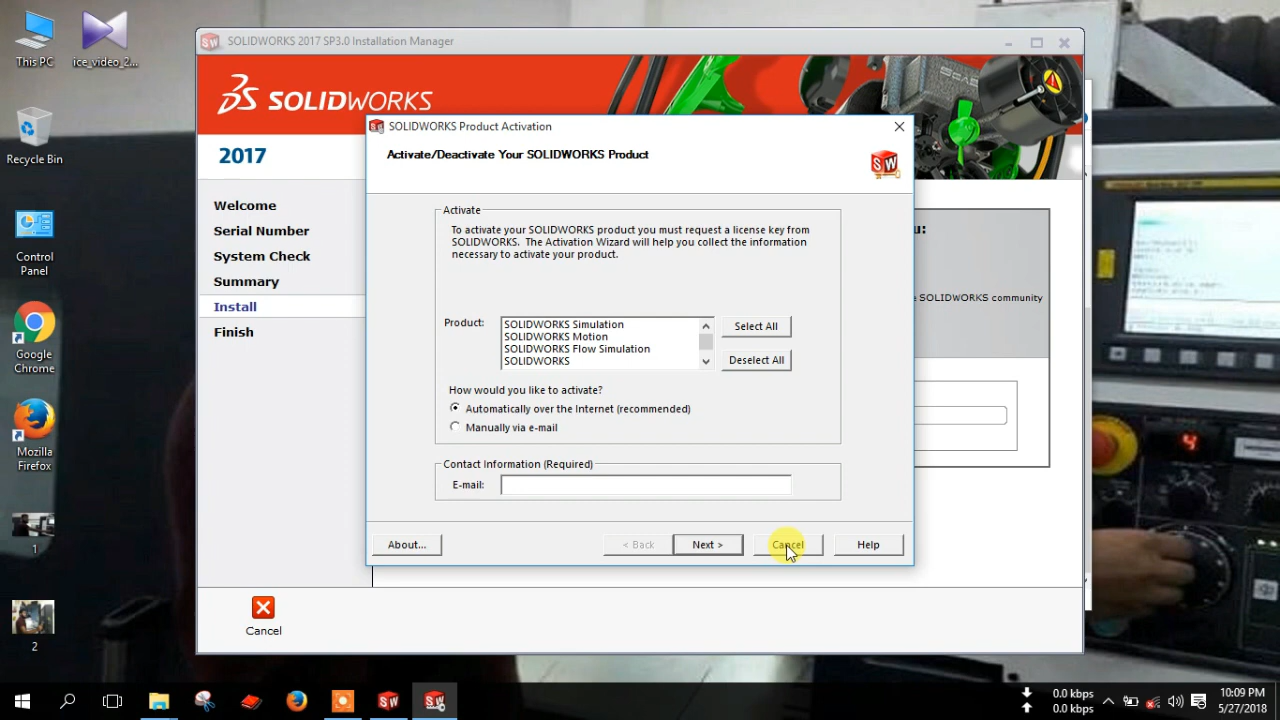 This PC
ice_video_2...
Recycle Bin
Control
Panel
Google
Chrome
Mozilla
Firefox
1
2
SOLIDWORKS 2017 SP3.0 Installation Manager
SOLIDWORKS
2017
Welcome
Serial Number
System Check
Summary
Install
Finish
u:
SOLIDWORKS community
SOLIDWORKS Product Activation
Activate/Deactivate Your SOLIDWORKS Product
Activate
To activate your SOLIDWORKS product you must request a license key from
SOLIDWORKS. The Activation Wizard will help you collect the information
necessary to activate your product.
Product:
SOLIDWORKS Simulation
SOLIDWORKS Motion
SOLIDWORKS Flow Simulation
SOLIDWORKS
Select All
Deselect All
How would you like to activate?
Automatically over the Internet (recommended)
Manually via e-mail
Contact Information (Required)
E-mail:
About...
< Back
Next >
Cancel
Help
Cancel
0.0 kbps
0.0 kbps
10:09 PM
5/27/2018